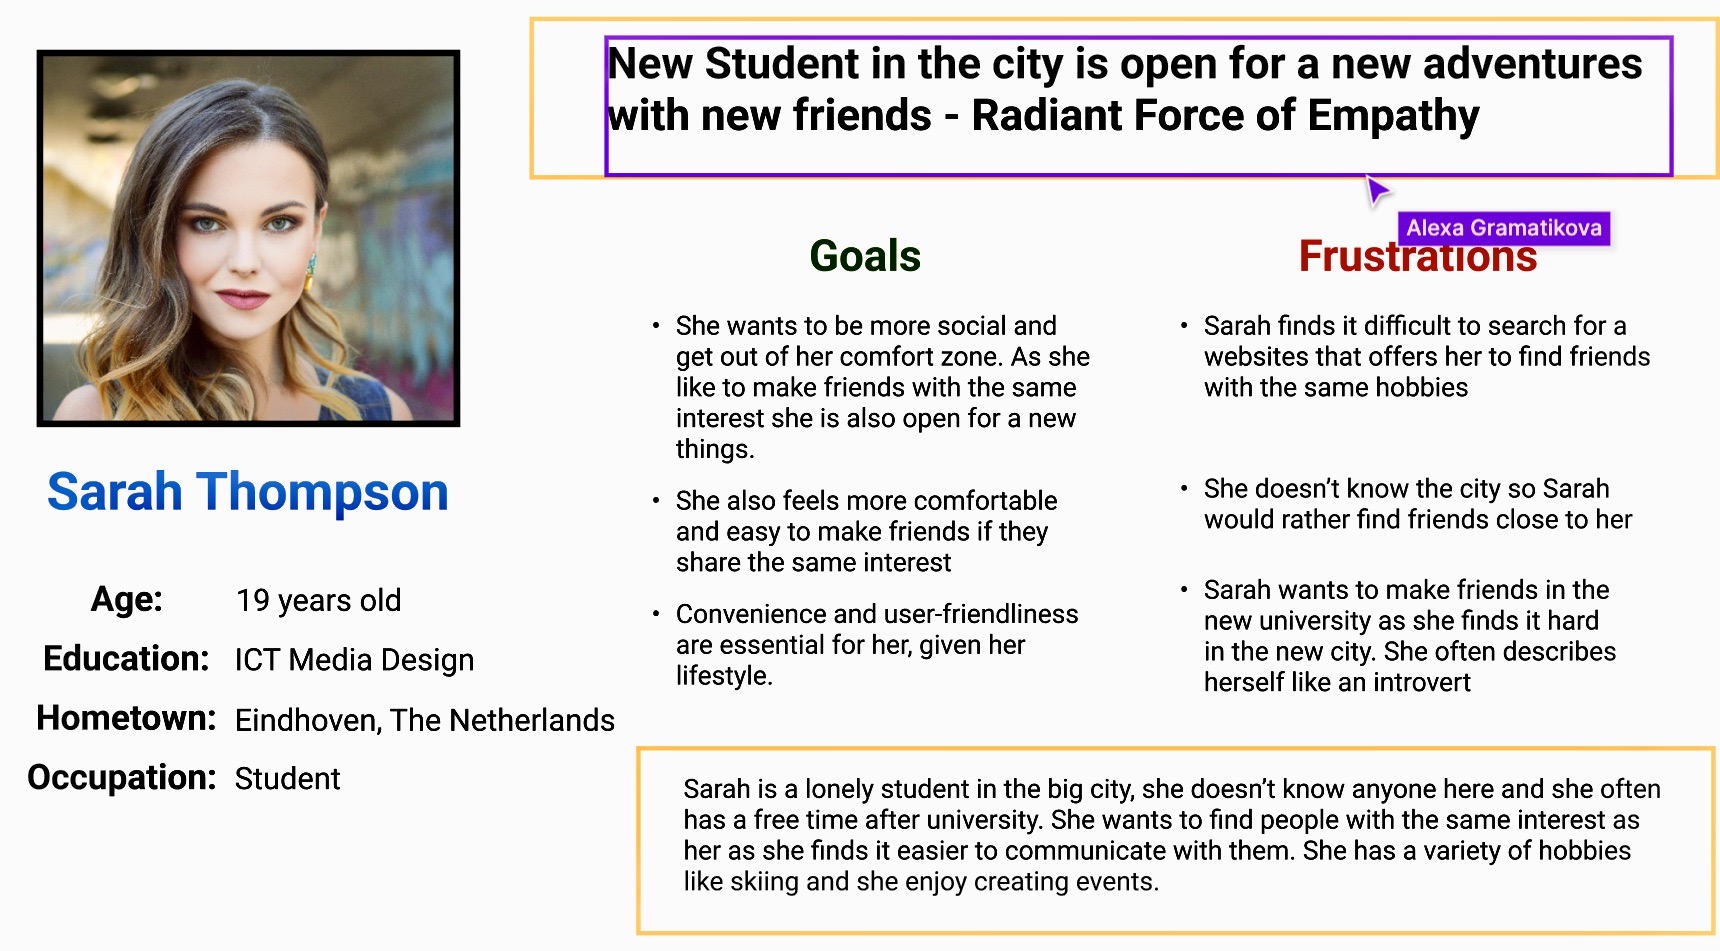 New Student in the city is open for a new adventures
with new friends - Radiant Force of Empathy
Alexa Gramatikova
Sarah Thompson
Age: 19 years old
Education: ICT Media Design
Hometown: Eindhoven, The Netherlands
Occupation: Student
Goals
• She wants to be more social and
get out of her comfort zone. As she
like to make friends with the same
interest she is also open for a new
things.
• She also feels more comfortable
and easy to make friends if they
share the same interest
• Convenience and user-friendliness
are essential for her, given her
lifestyle.
Frustrations
• Sarah finds it difficult to search for a
websites that offers her to find friends
with the same hobbies
• She doesn’t know the city so Sarah
would rather find friends close to her
• Sarah wants to make friends in the
new university as she finds it hard
in the new city. She often describes
herself like an introvert
Sarah is a lonely student in the big city, she doesn’t know anyone here and she often
has a free time after university. She wants to find people with the same interest as
her as she finds it easier to communicate with them. She has a variety of hobbies
like skiing and she enjoy creating events.